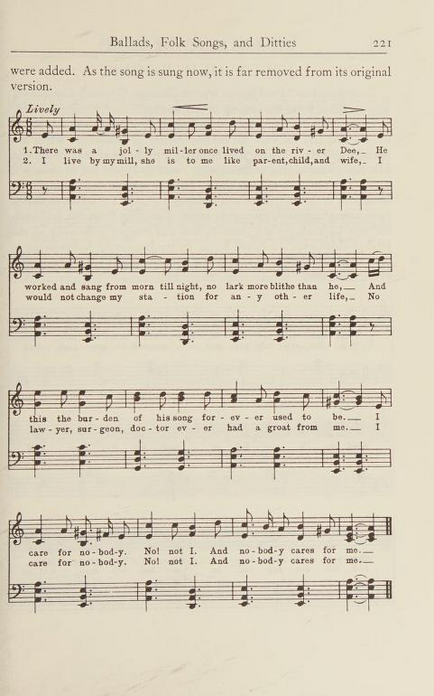 Ballads, Folk Songs, and Ditties 221
were added. As the song is sung now, it is far removed from its original
version.
Lively
1. There was a jol - ly mil - ler once lived on the riv - er Dee, He
2. I live by my mill, she is to me like par - ent, child, and wife, I
worked and sang from morn till night, no lark more blithe than he, And
would not change my sta - tion for an - y oth - er life, No
this the bur - den of his song for - ev - er used to be. I
law - yer, sur - geon, doc - tor ev - er had a groat from me. I
care for no - bod - y. No! not I. And no - bod - y cares for me.
care for no - bod - y. No! not I. And no - bod - y cares for me.